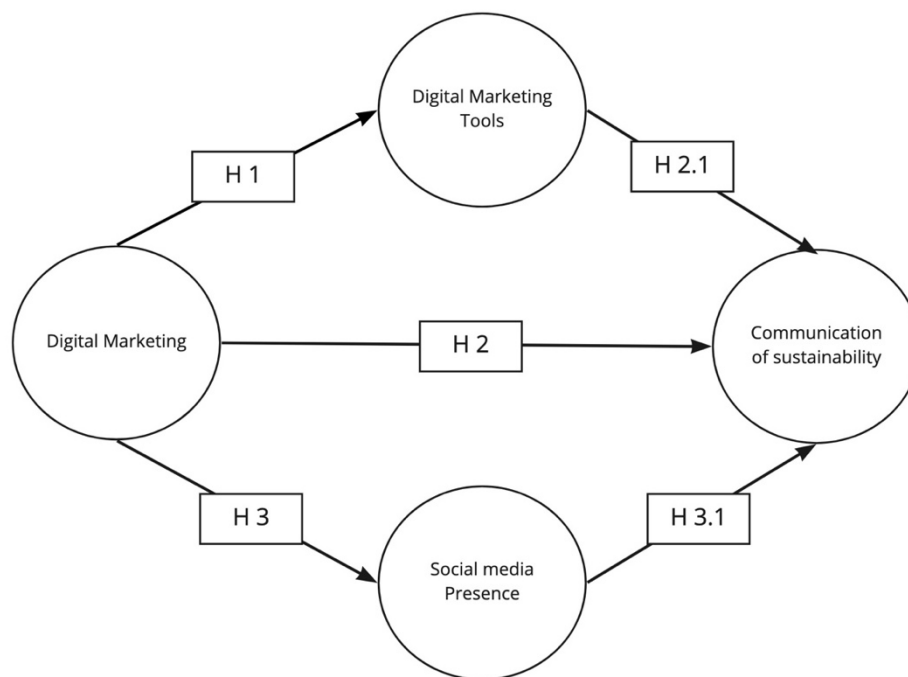 Digital Marketing
Tools
H 1
H 2.1
Digital Marketing
H 2
Communication
of sustainability
H 3
H 3.1
Social media
Presence